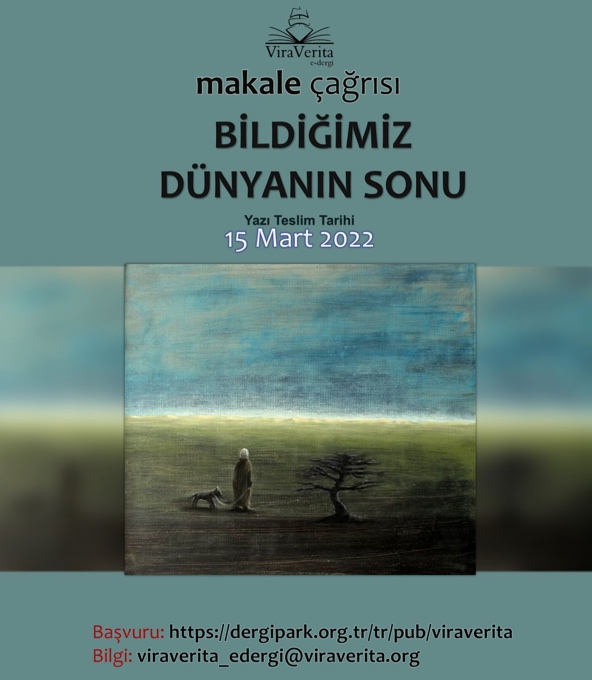 ViraVerita
e-dergi
makale çağrısı
BİLDİĞİMİZ
DÜNYANIN SONU
Yazı Teslim Tarihi
15 Mart 2022
Başvuru: https://dergipark.org.tr/tr/pub/viraverita
Bilgi: viraverita_edergi@viraverita.org